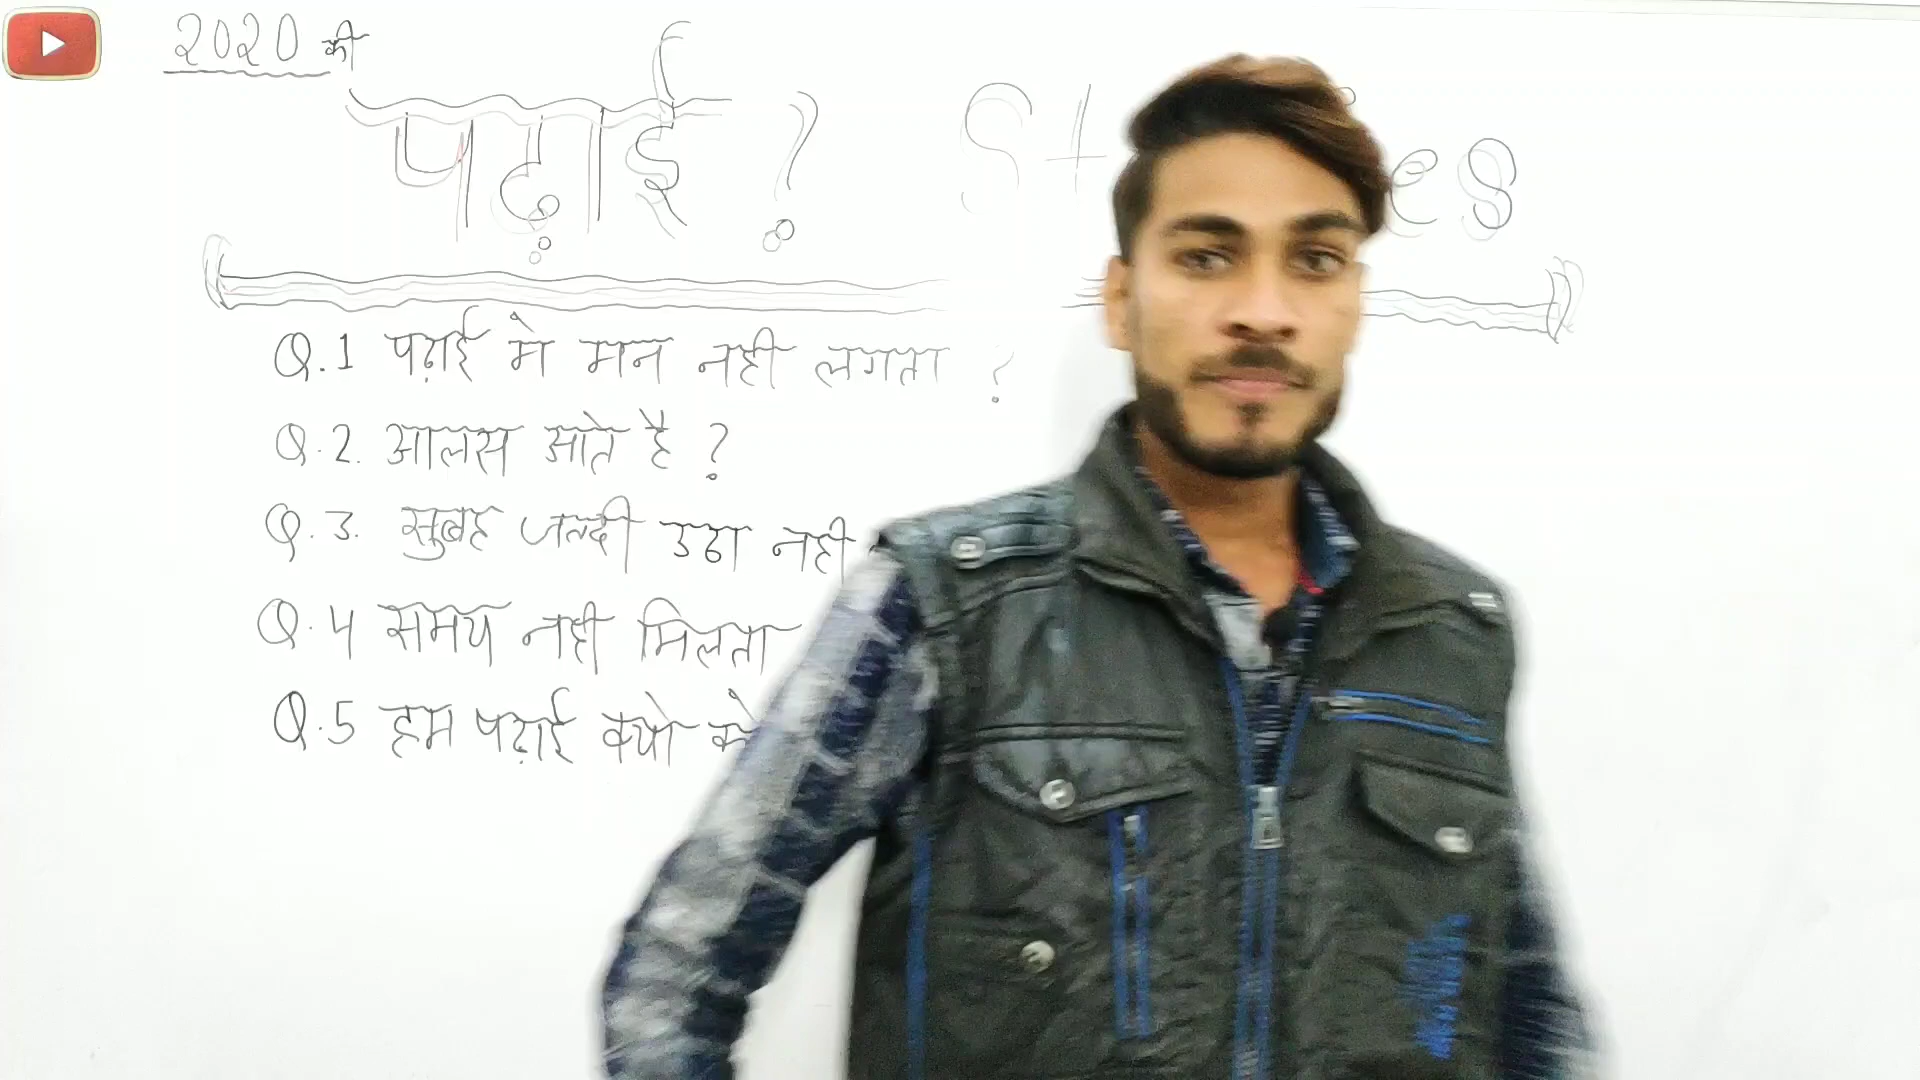 2020 की
पढ़ाई ?
Q.1 पढ़ाई मे मन नही लगता ?
Q.2. आलस आते है ?
Q.3. सुबह जल्दी उठा नही
Q.4 समय नही मिलता
Q.5 हम पढ़ाई क्यो